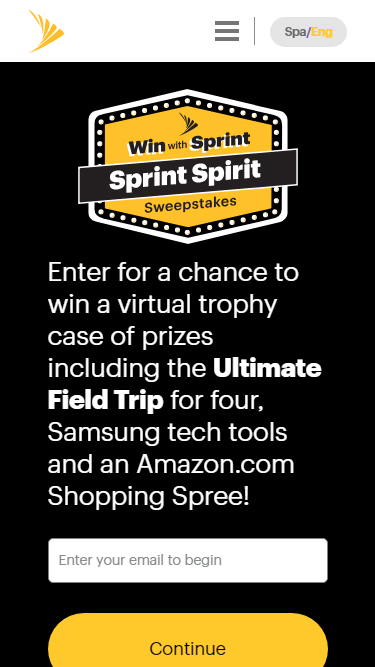 Spa/Eng
Win with Sprint
Sprint Spirit
Sweepstakes
Enter for a chance to
win a virtual trophy
case of prizes
including the Ultimate
Field Trip for four,
Samsung tech tools
and an Amazon.com
Shopping Spree!
Enter your email to begin
Continue